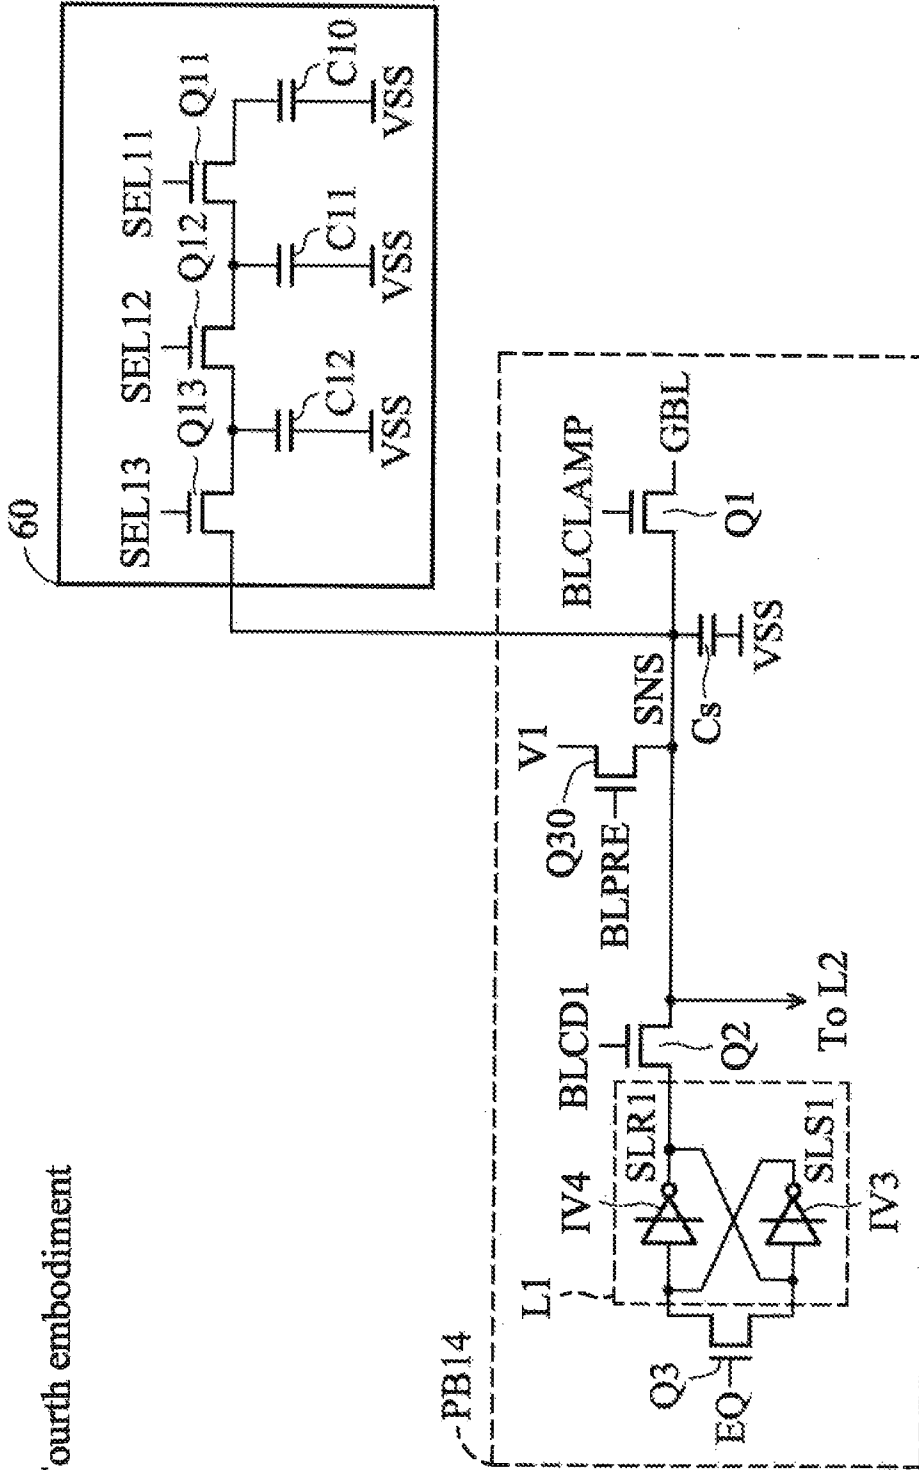 ourth embodiment
60
SEL13
SEL12
SEL11
Q13
Q12
Q11
C12
C11
C10
VSS
VSS
VSS
PB14
L1
BLCD1
BLPRE
Q30
V1
SNS
BLCLAMP
GBL
Q1
Cs
VSS
IV4
SLR1
Q2
To L2
Q3
EQ
SLS1
IV3